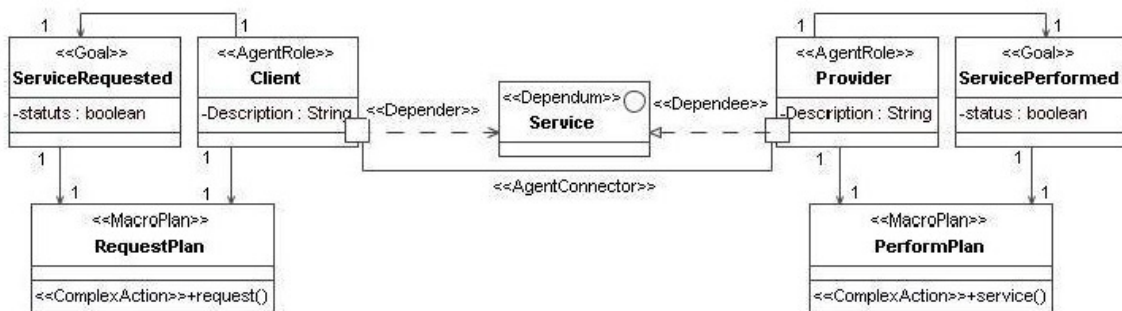 1
1
<<Goal>>
ServiceRequested
-statuts : boolean
<<AgentRole>>
Client
-Description : String
<<Depender>>
<<Dependum>>
Service
<<Dependee>>
<<AgentConnector>>
1
1
<<AgentRole>>
Provider
-Description : String
<<Goal>>
ServicePerformed
-status : boolean
1
1
1
1
<<MacroPlan>>
RequestPlan
<<ComplexAction>>+request()
1
1
1
1
<<MacroPlan>>
PerformPlan
<<ComplexAction>>+service()